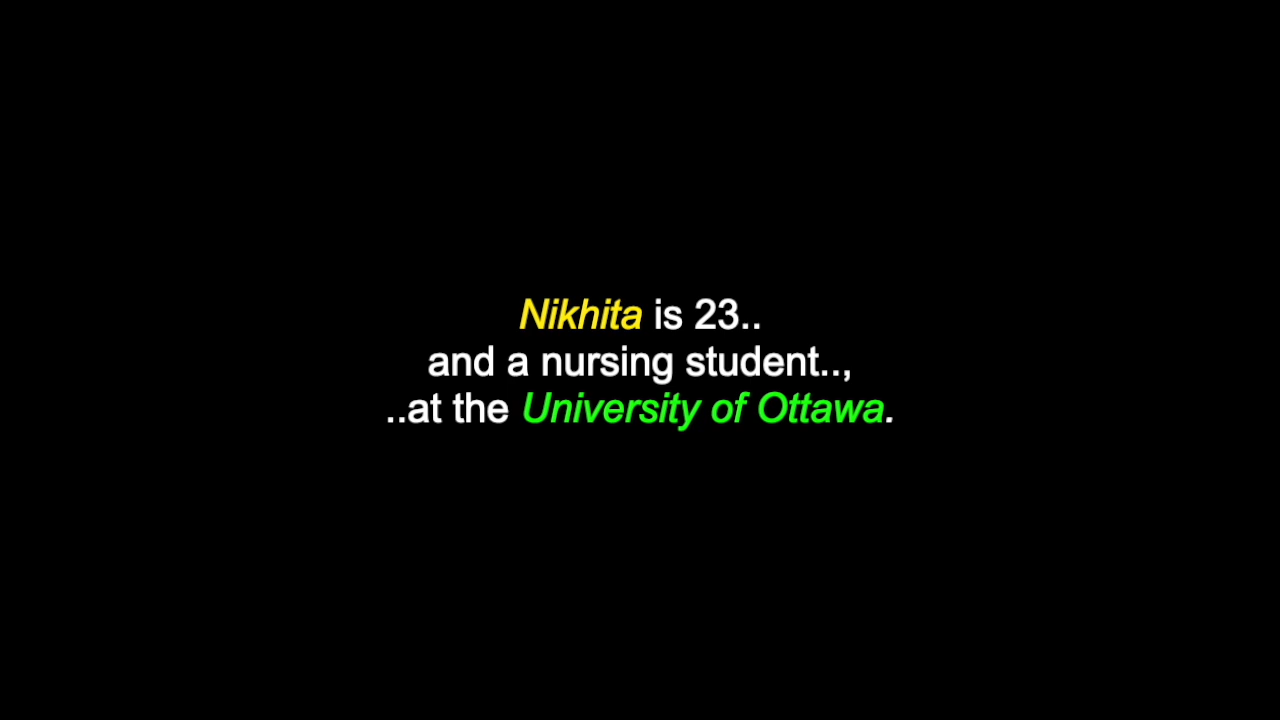 Nikhita is 23..
and a nursing student..,
..at the University of Ottawa.